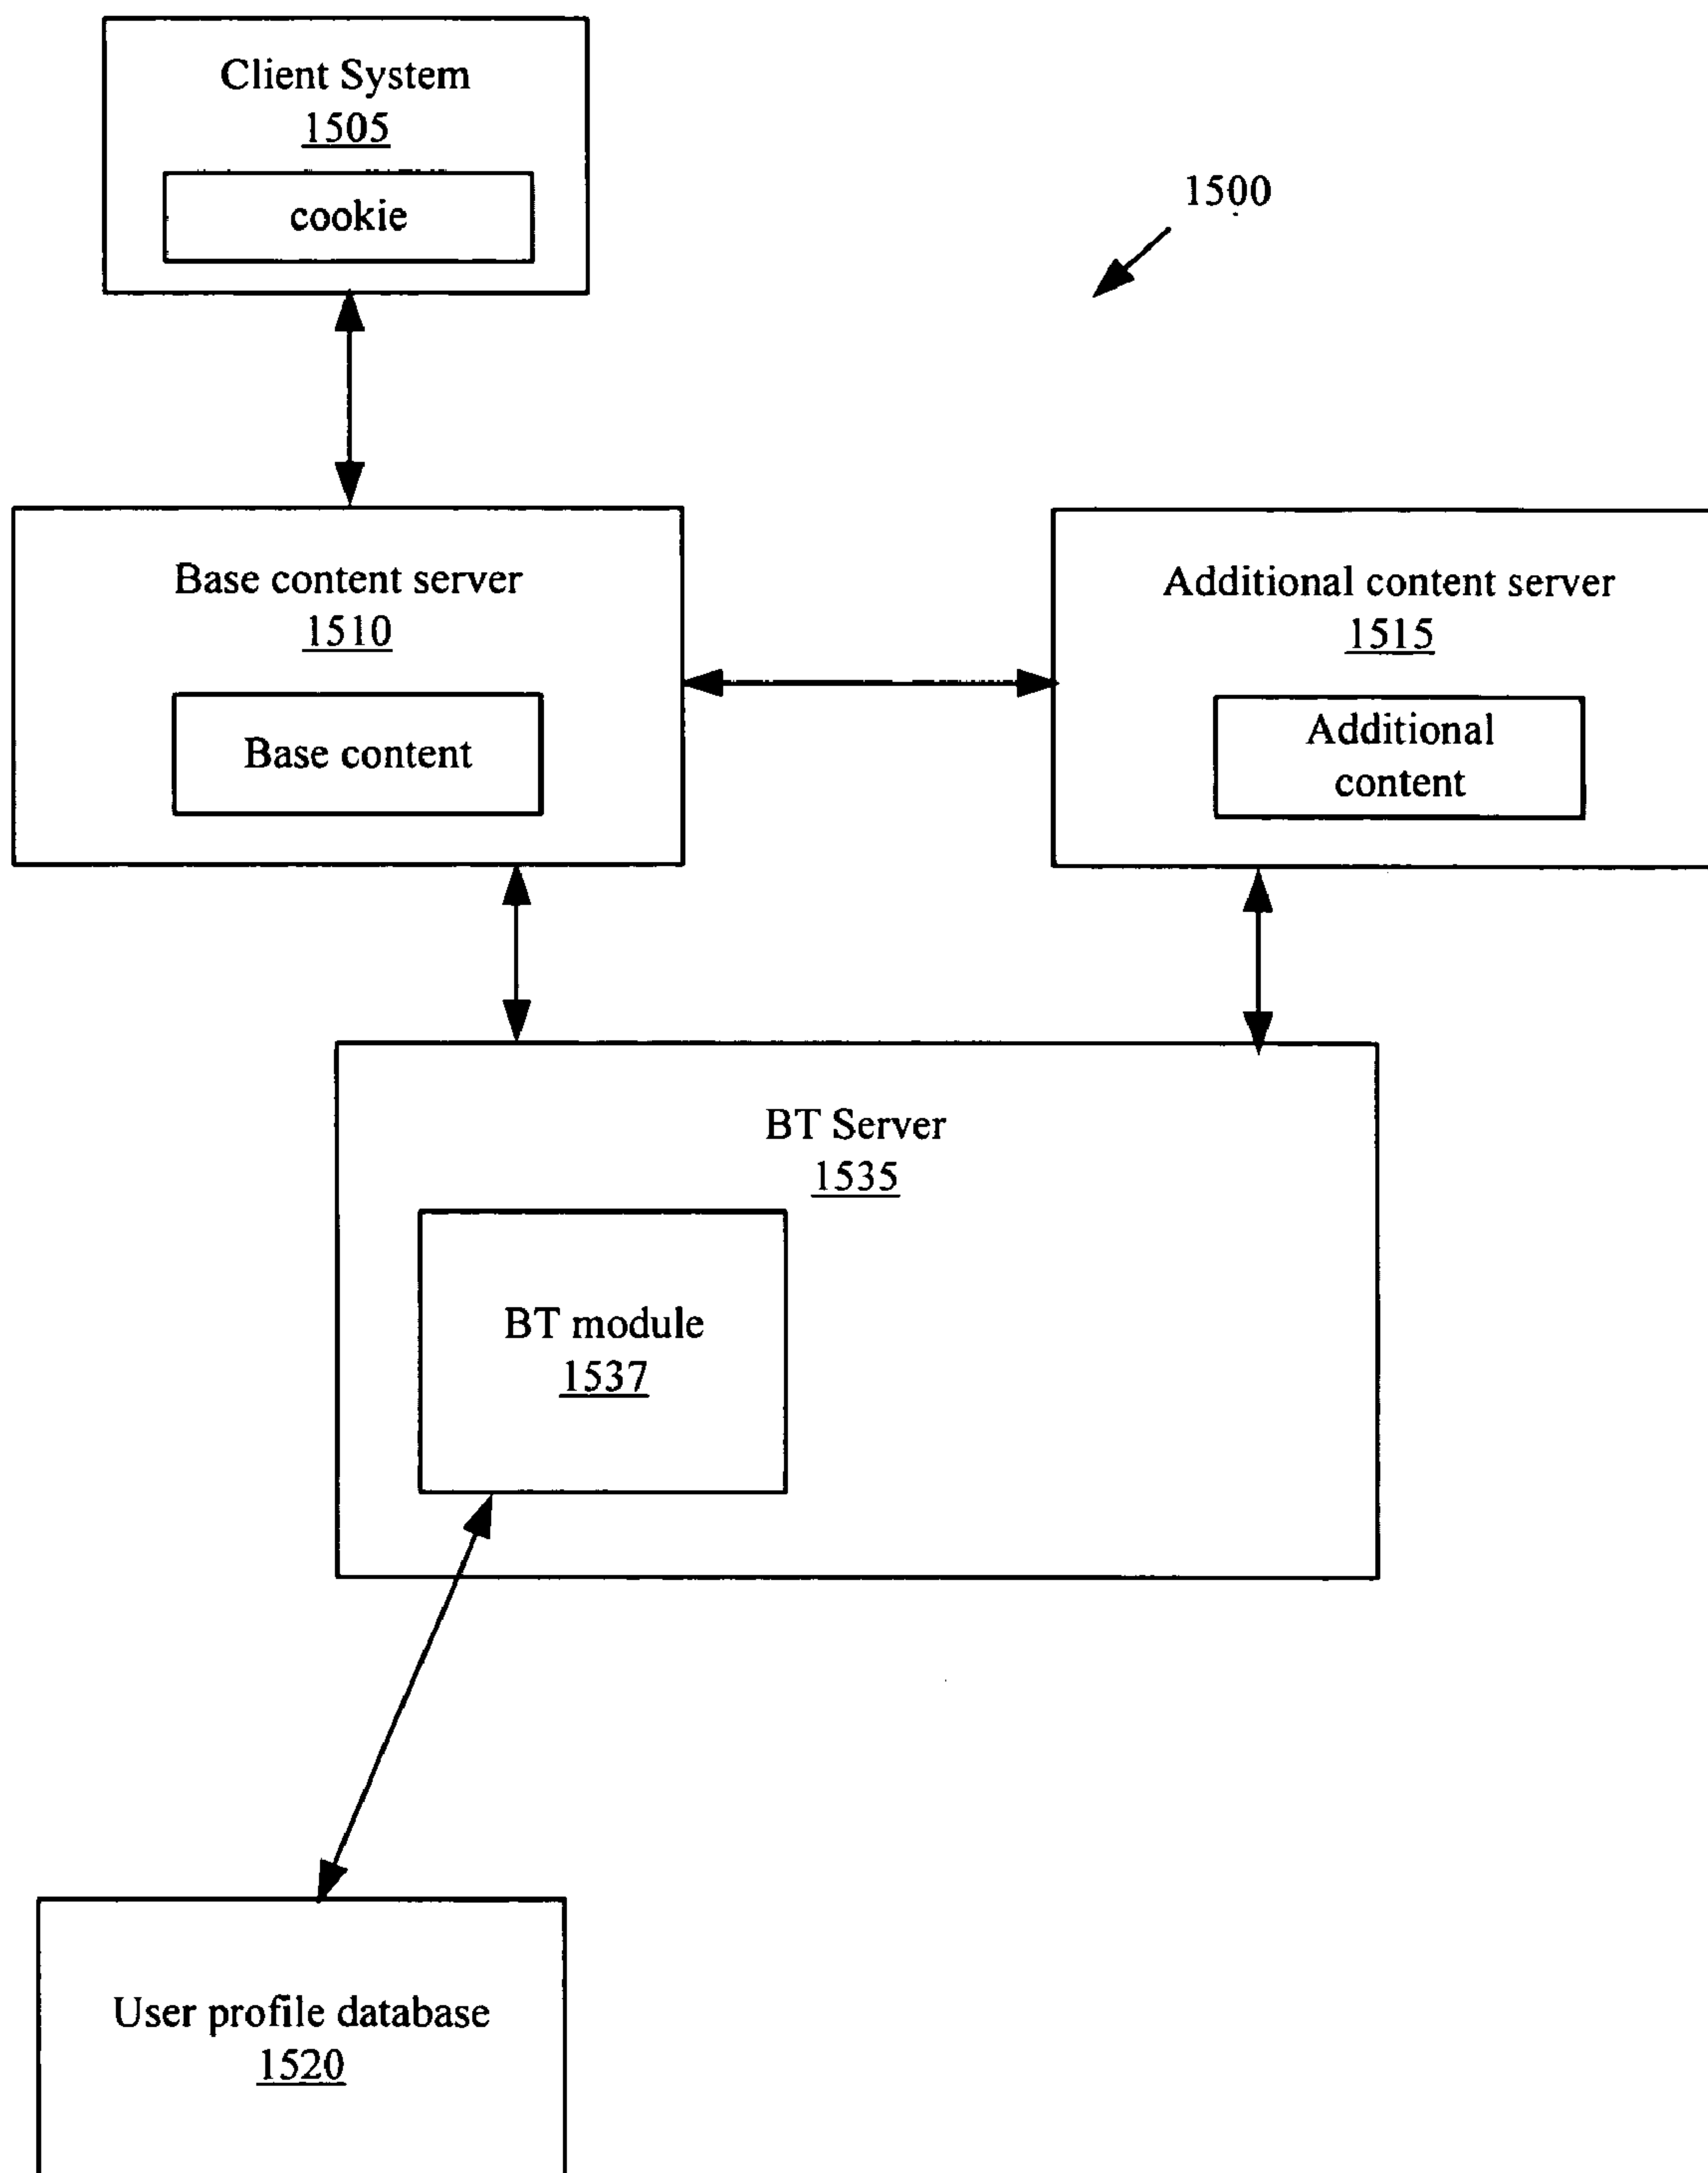 Client System
1505
cookie
1500
Base content server
1510
Base content
Additional content server
1515
Additional
content
BT Server
1535
BT module
1537
User profile database
1520